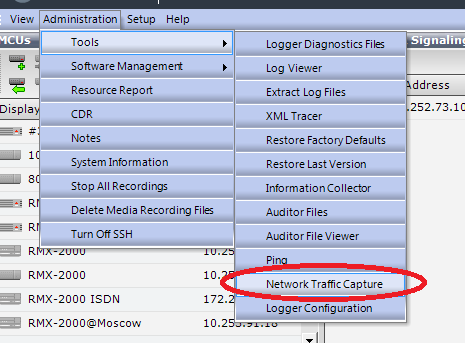 View Administration Setup Help
MCUs
Tools
Software Management
Resource Report
CDR
Notes
System Information
Stop All Recordings
Delete Media Recording Files
Turn Off SSH
Logger Diagnostics Files
Log Viewer
Extract Log Files
XML Tracer
Restore Factory Defaults
Restore Last Version
Information Collector
Auditor Files
Auditor File Viewer
Ping
Network Traffic Capture
Logger Configuration
Signaling
Address
.252.73.10
Display
RMX-2000 10.25
RMX-2000 10.25
RMX-2000 ISDN 172.2
RMX-2000@Moscow 10.253.91.18